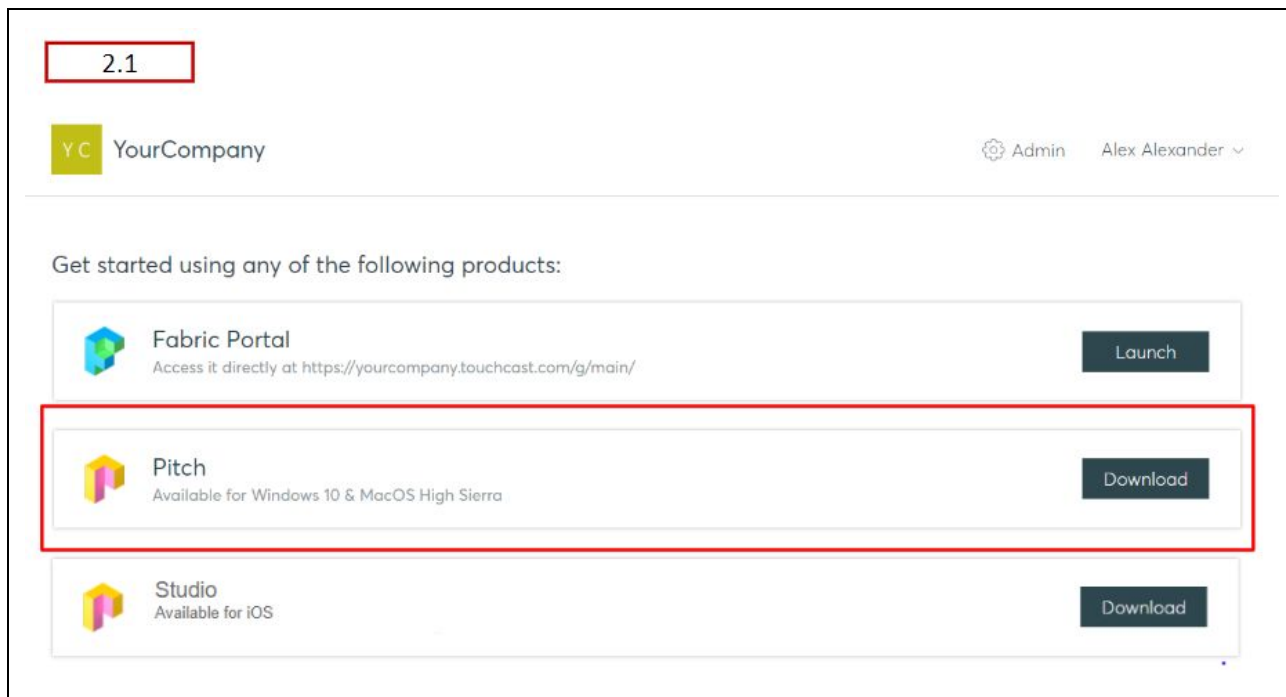 2.1
YC YourCompany Admin Alex Alexander
Get started using any of the following products:
Fabric Portal
Access it directly at https://yourcompany.touchcast.com/g/main/
Launch
Pitch
Available for Windows 10 & MacOS High Sierra
Download
Studio
Available for iOS
Download